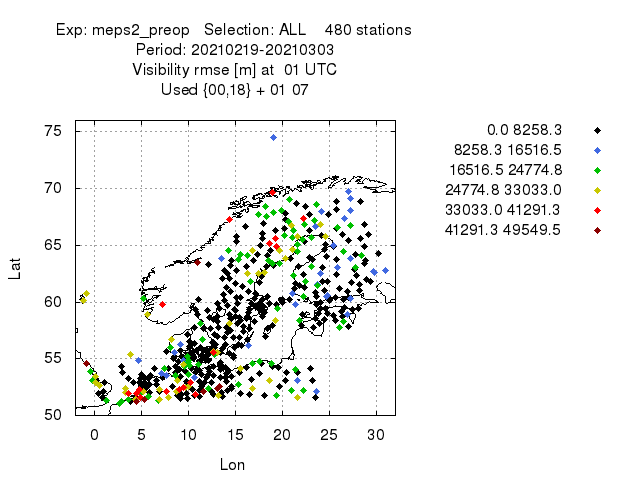 Exp: meps2_preop   Selection: ALL    480 stations
Period: 20210219-20210303
Visibility rmse [m] at  01 UTC
Used {00,18} + 01 07
0.0 8258.3
8258.3 16516.5
16516.5 24774.8
24774.8 33033.0
33033.0 41291.3
41291.3 49549.5
75
70
65
60
55
50
Lat
0 5 10 15 20 25 30
Lon